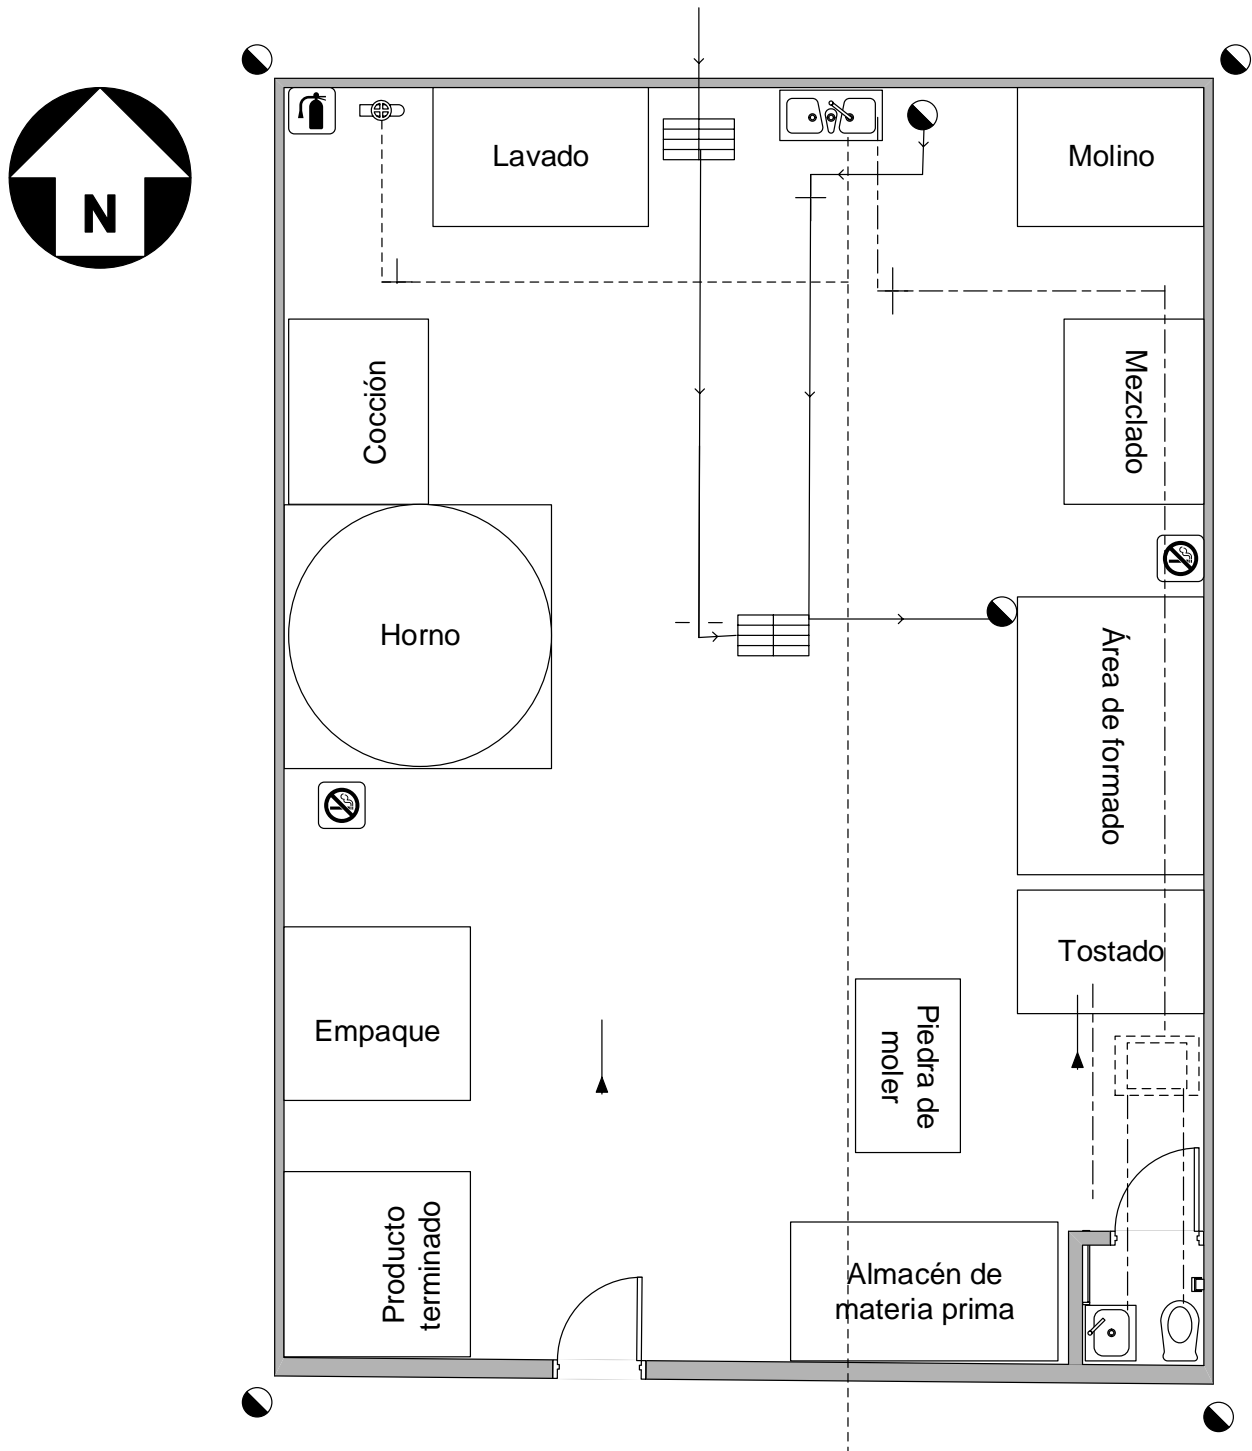 Lavado
Molino
N
Cocción
Mezclado
Horno
Área de formado
Tostado
Empaque
Piedra de
moler
Producto
terminado
Almacén de
materia prima